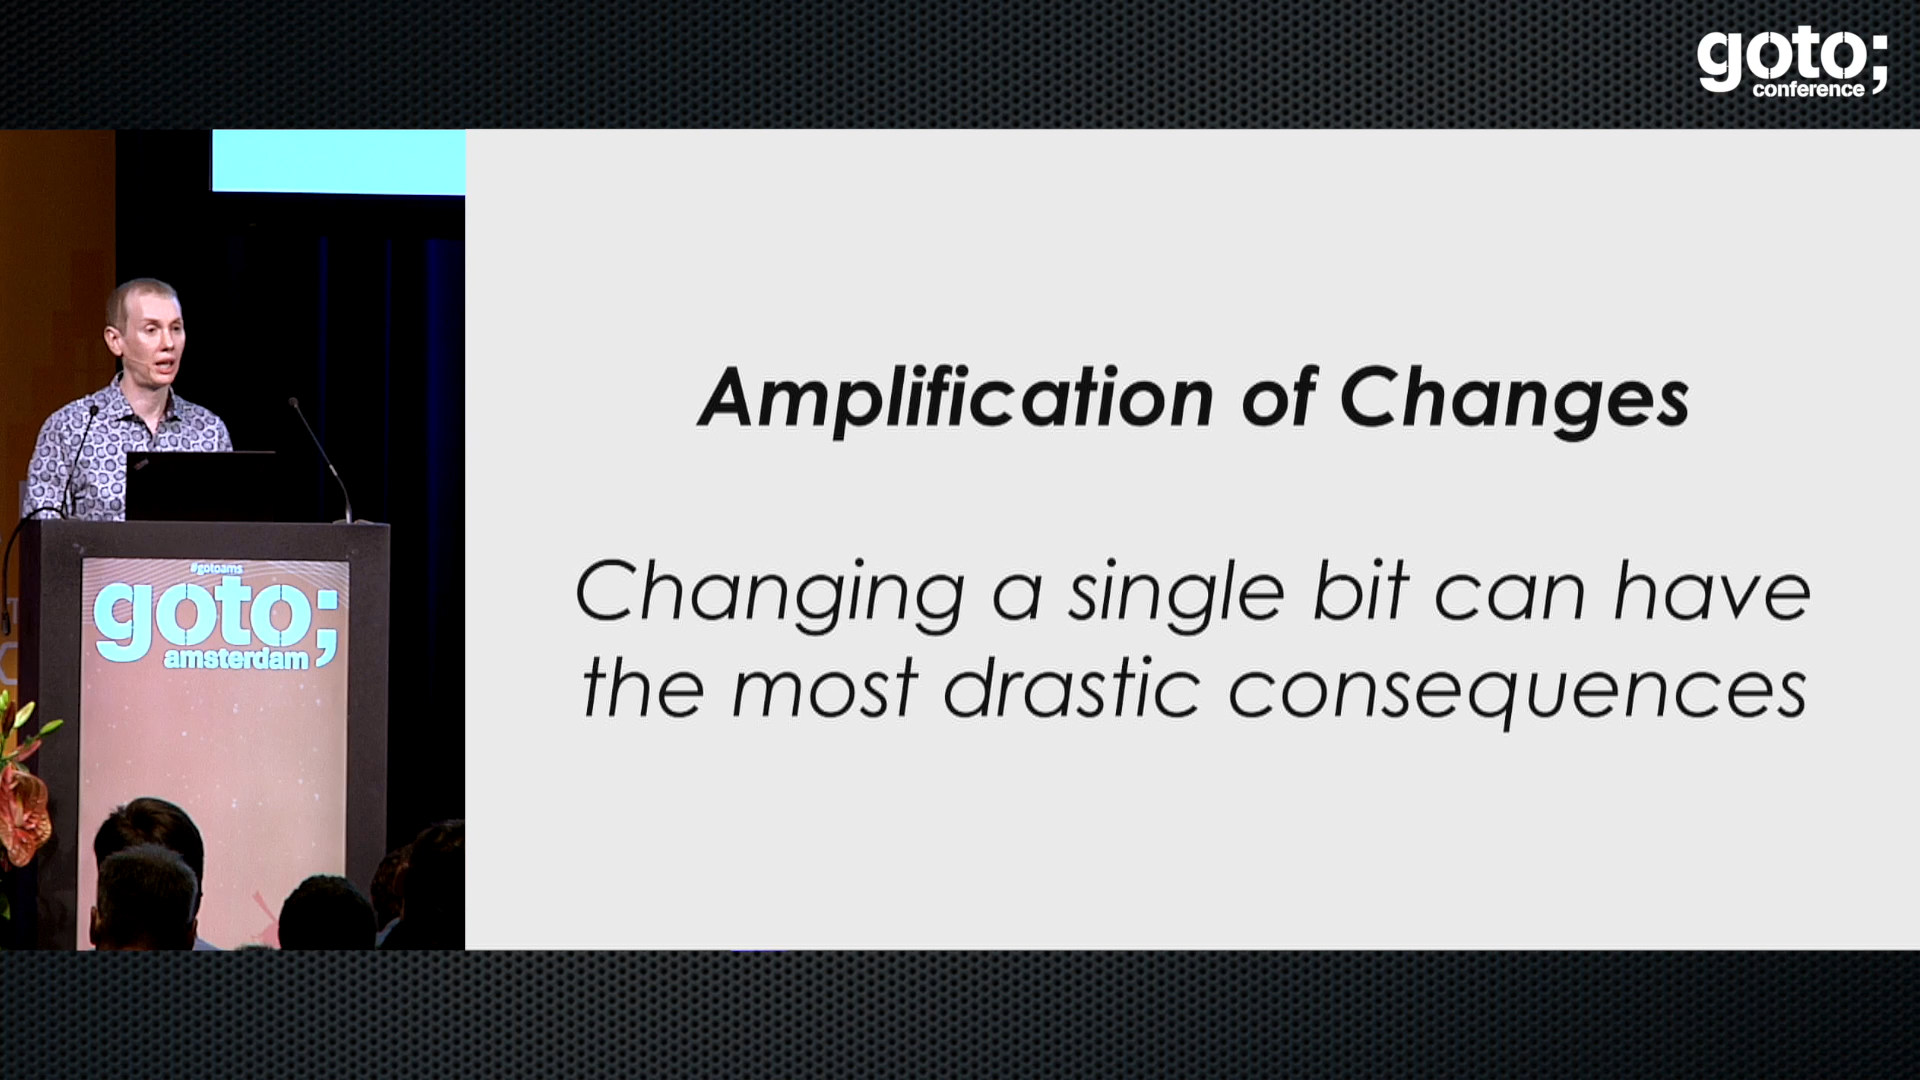 goto;
conference
Amplification of Changes
Changing a single bit can have
the most drastic consequences
#gotoams
goto;
amsterdam